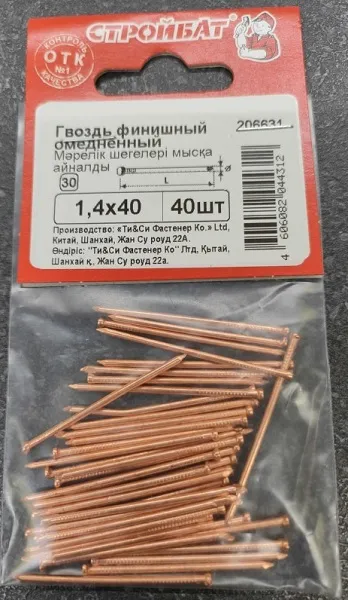 КОНТРОЛЬ
ОТК
№1
КАЧЕСТВА
СТРОЙБАТ
Гвоздь финишный
омеднённый
206631
Мәрелік шегелері мысқа
айналды
30
L
Ø
1,4х40
40шт
Производство: «Ти&Си Фастенер Ко.» Ltd,
Китай, Шанхай, Жан Су роуд 22А.
Өндіріс: "Ти&Си Фастенер Ко" Лтд, Қытай,
Шанхай қ, Жан Су роуд 22а.
4 606082 044312